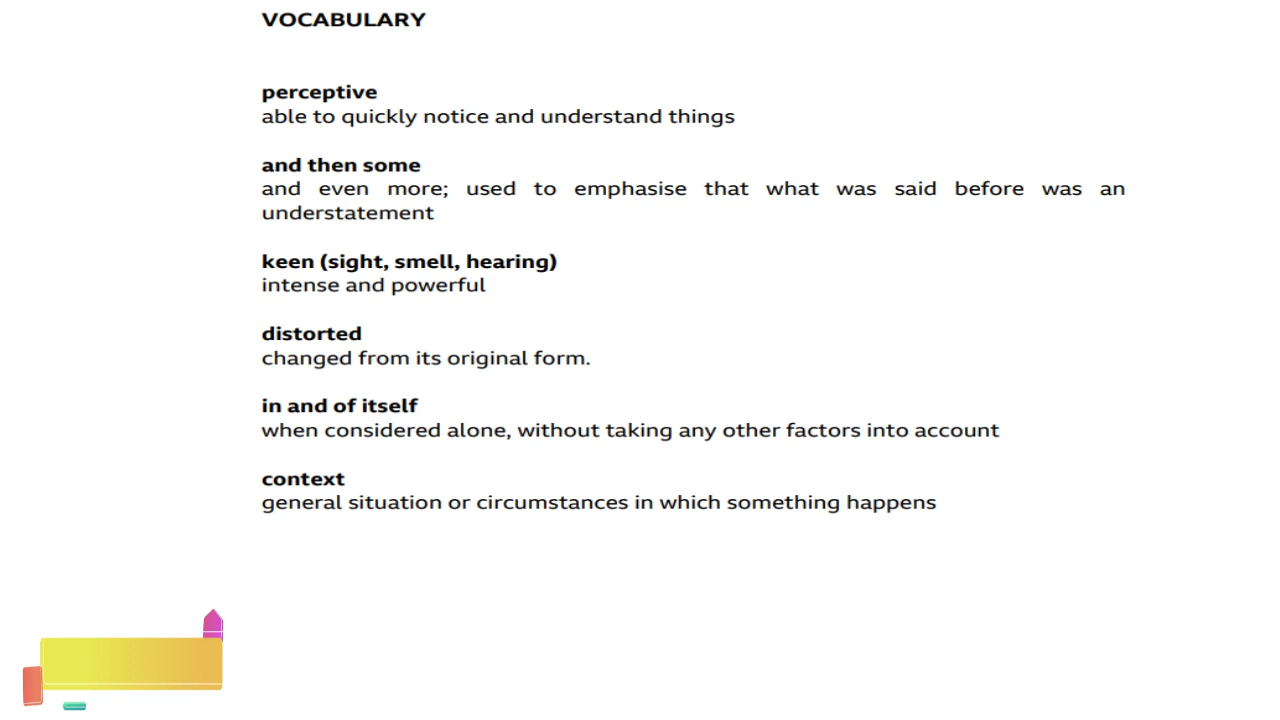 VOCABULARY
perceptive
able to quickly notice and understand things
and then some
and even more; used to emphasise that what was said before was an
understatement
keen (sight, smell, hearing)
intense and powerful
distorted
changed from its original form.
in and of itself
when considered alone, without taking any other factors into account
context
general situation or circumstances in which something happens